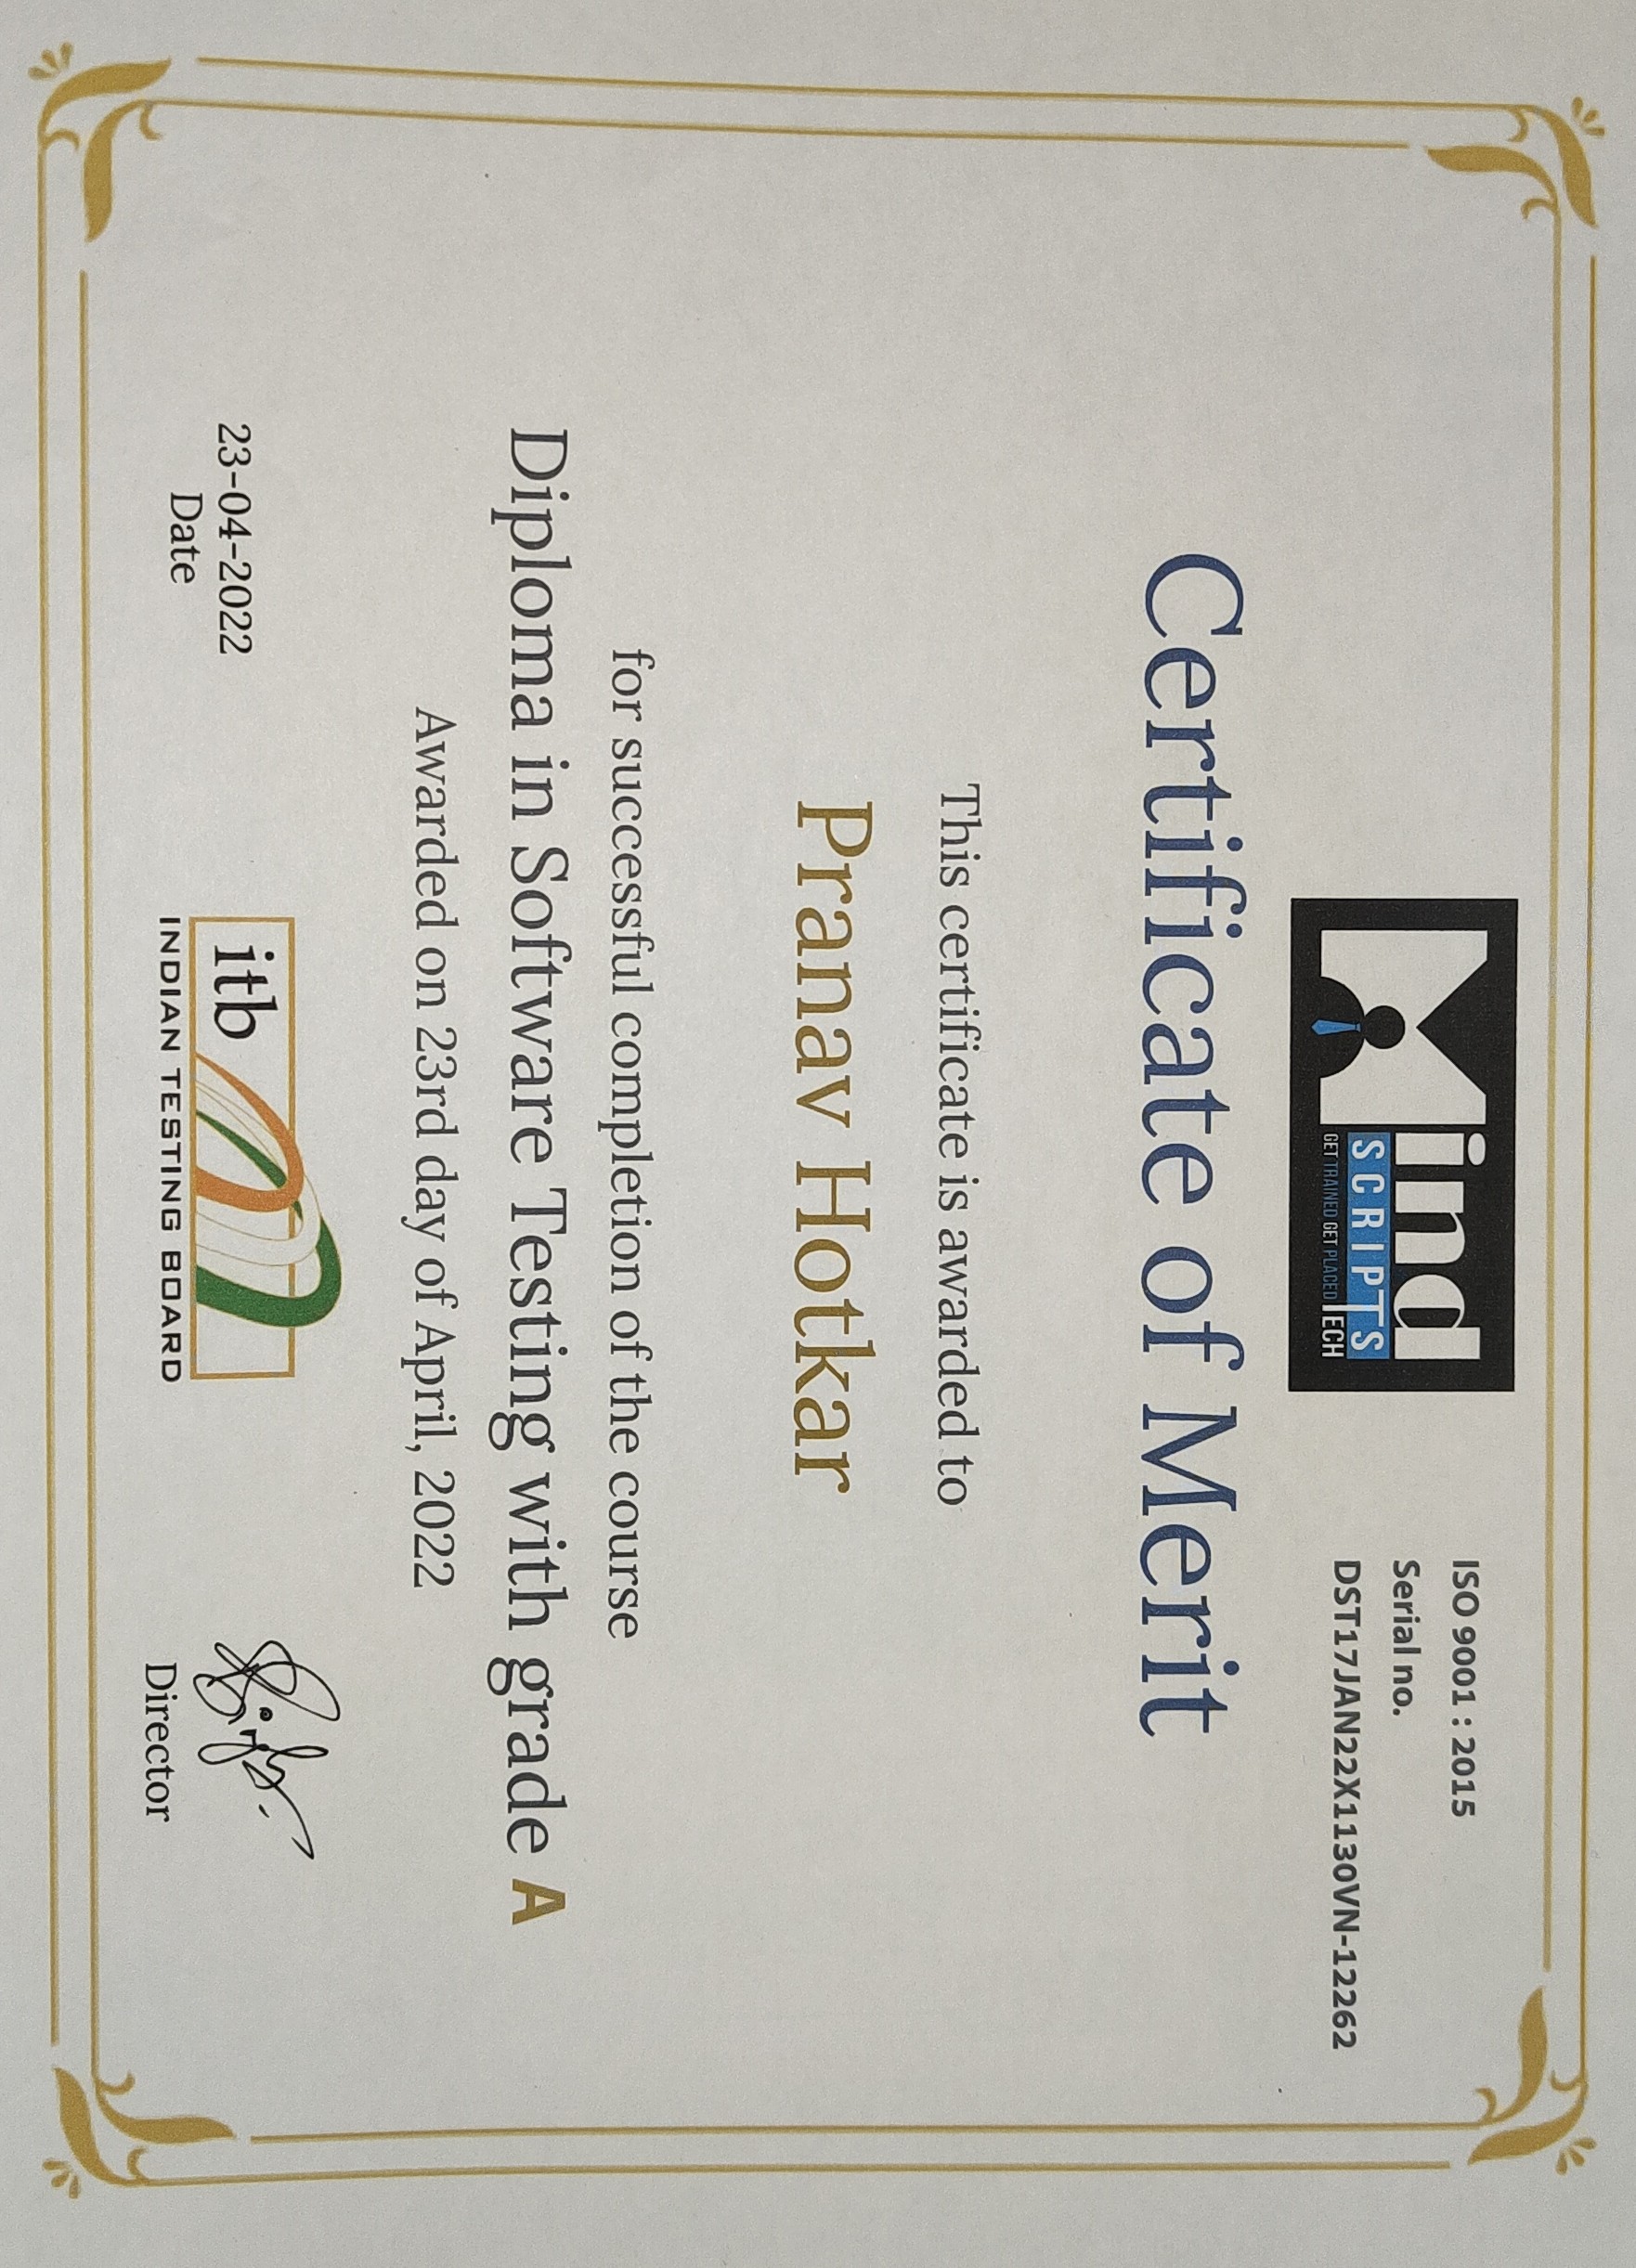 Mind
SCRIPTS
GET TRAINED GET PLACED TECH
ISO 9001 : 2015
Serial no.
DST17JAN22X1130VN-12262
Certificate of Merit
This certificate is awarded to
Pranav Hotkar
for successful completion of the course
Diploma in Software Testing with grade A
Awarded on 23rd day of April, 2022
23-04-2022
Date
itb
INDIAN TESTING BOARD
Director